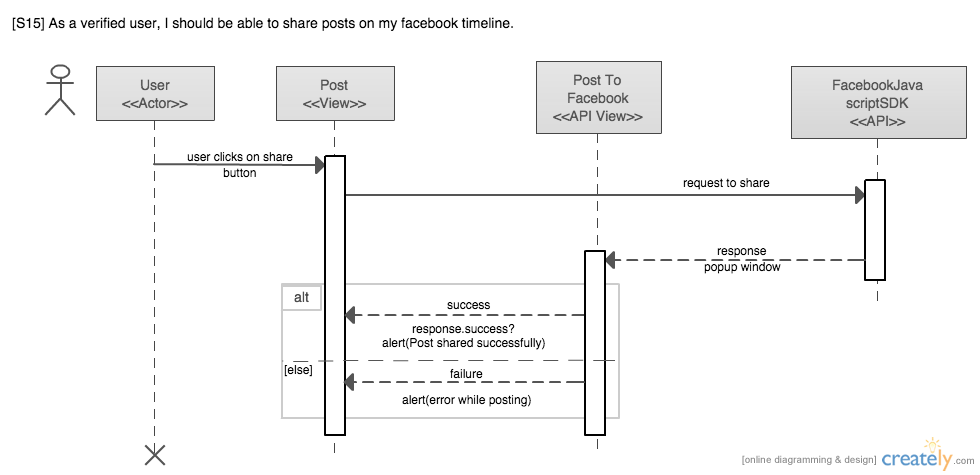 [S15] As a verified user, I should be able to share posts on my facebook timeline.
User
<<Actor>>
Post
<<View>>
Post To
Facebook
<<API View>>
FacebookJava
scriptSDK
<<API>>
user clicks on share
button
request to share
response
popup window
alt
success
response.success?
alert(Post shared successfully)
[else]
failure
alert(error while posting)
[online diagramming & design] creately.com